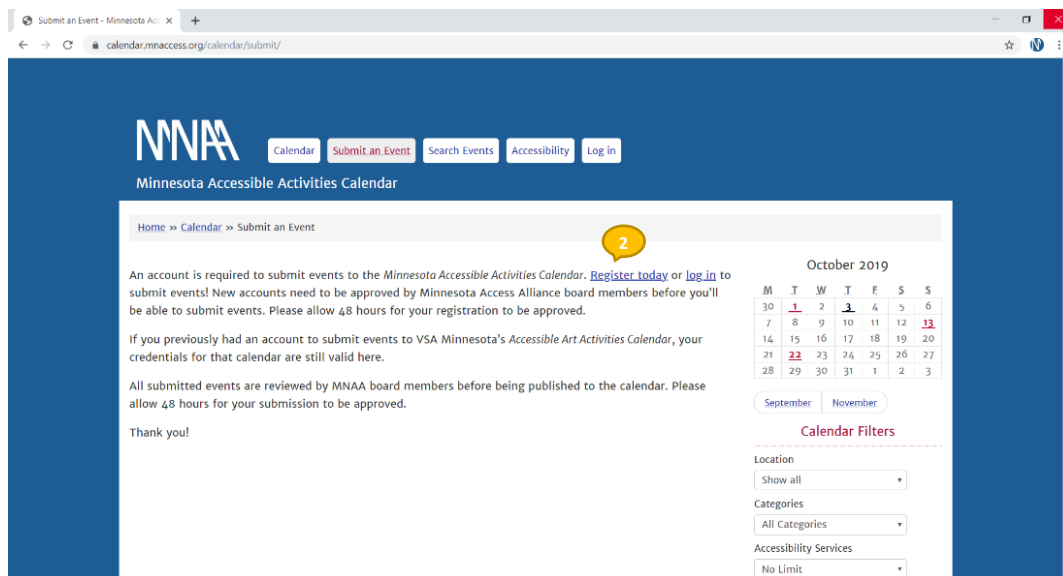 Submit an Event - Minnesota Acc
calendar.mnaccess.org/calendar/submit/
MNAA
Calendar
Submit an Event
Search Events
Accessibility
Log in
Minnesota Accessible Activities Calendar
Home » Calendar » Submit an Event
2
An account is required to submit events to the Minnesota Accessible Activities Calendar. Register today or log in to
submit events! New accounts need to be approved by Minnesota Access Alliance board members before you'll
be able to submit events. Please allow 48 hours for your registration to be approved.
If you previously had an account to submit events to VSA Minnesota's Accessible Art Activities Calendar, your
credentials for that calendar are still valid here.
All submitted events are reviewed by MNAA board members before being published to the calendar. Please
allow 48 hours for your submission to be approved.
Thank you!
October 2019
M T W T F S S
30 1 2 3 4 5 6
7 8 9 10 11 12 13
14 15 16 17 18 19 20
21 22 23 24 25 26 27
28 29 30 31 1 2 3
September
November
Calendar Filters
Location
Show all
Categories
All Categories
Accessibility Services
No Limit